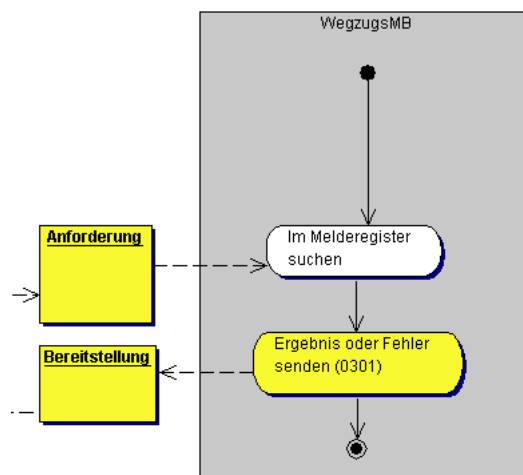 WegzugsMB
Anforderung
Im Melderegister
suchen
Ergebnis oder Fehler
senden (0301)
Bereitstellung